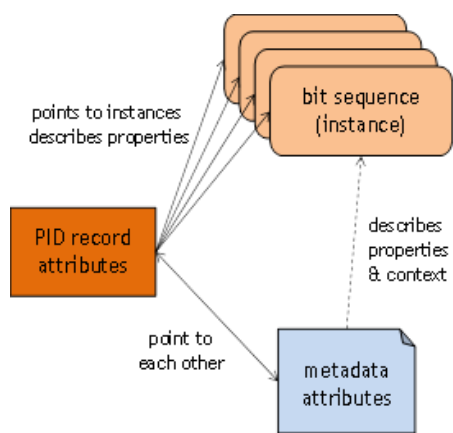 bit sequence
(instance)
points to instances
describes properties
PID record
attributes
describes
properties
& context
point to
each other
metadata
attributes